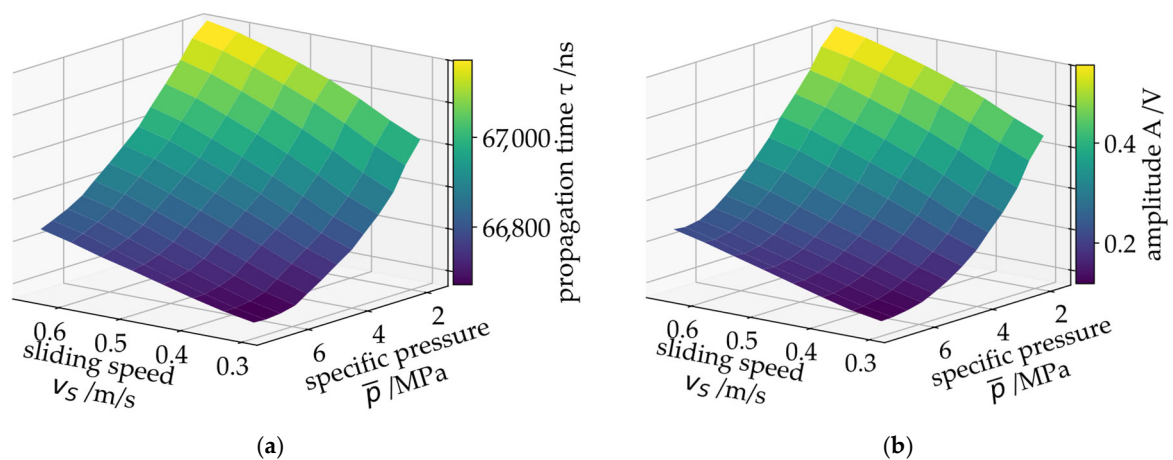 propagation time τ /ns
67,000
66,800
0.6
0.5
0.4
0.3
2
4
6
sliding speed
vS /m/s
specific pressure
p̅ /MPa
(a)
amplitude A /V
0.4
0.2
0.6
0.5
0.4
0.3
2
4
6
sliding speed
vS /m/s
specific pressure
p̅ /MPa
(b)